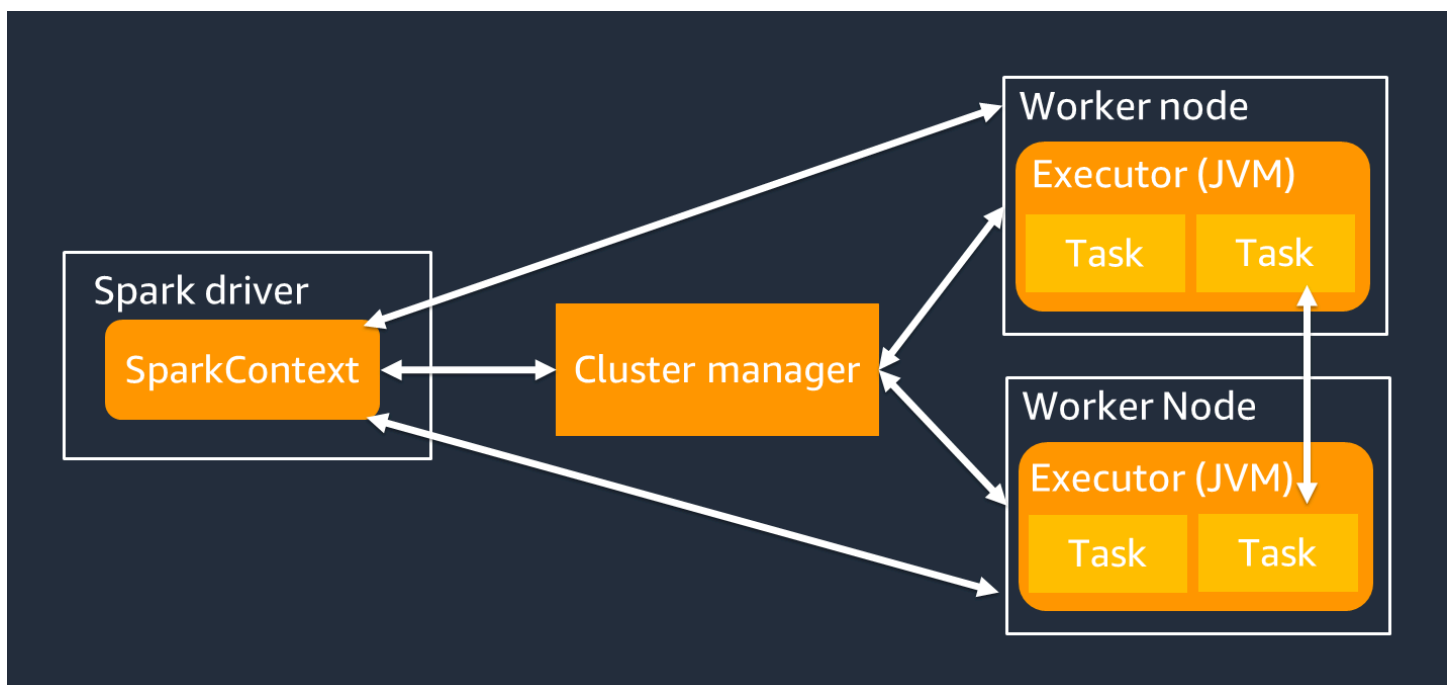 Spark driver
SparkContext
Cluster manager
Worker node
Executor (JVM)
Task
Task
Worker Node
Executor (JVM)
Task
Task